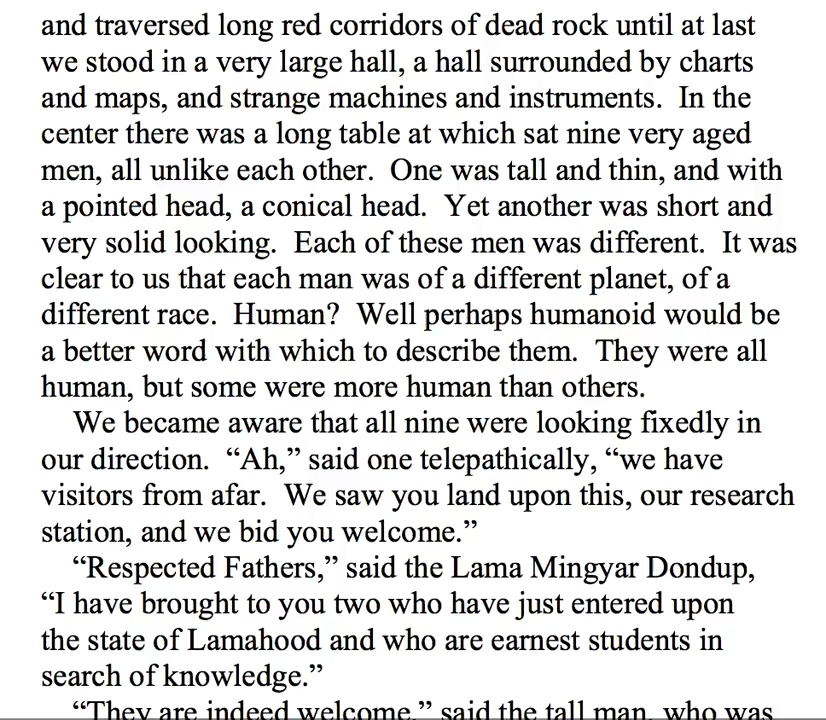 and traversed long red corridors of dead rock until at last
we stood in a very large hall, a hall surrounded by charts
and maps, and strange machines and instruments.  In the
center there was a long table at which sat nine very aged
men, all unlike each other.  One was tall and thin, and with
a pointed head, a conical head.  Yet another was short and
very solid looking.  Each of these men was different.  It was
clear to us that each man was of a different planet, of a
different race.  Human?  Well perhaps humanoid would be
a better word with which to describe them.  They were all
human, but some were more human than others.
We became aware that all nine were looking fixedly in
our direction.  “Ah,” said one telepathically, “we have
visitors from afar.  We saw you land upon this, our research
station, and we bid you welcome.”
“Respected Fathers,” said the Lama Mingyar Dondup,
“I have brought to you two who have just entered upon
the state of Lamahood and who are earnest students in
search of knowledge.”
“They are indeed welcome,” said the tall man, who was